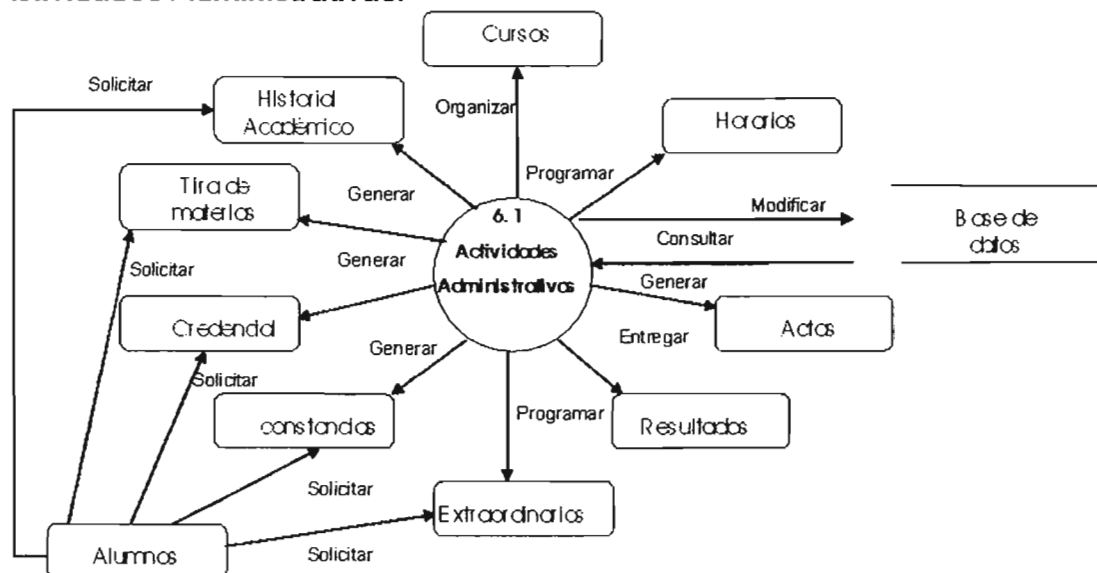 Cursos
Solicitar
Historial
Académico
Organizar
Horarios
Programar
Tira de
materias
Generar
6. 1
Actividades
Administrativas
Modificar
Base de
datos
Consultar
Solicitar
Generar
Generar
Credencial
Actas
Entregar
Generar
Solicitar
constancias
Programar
Resultados
Solicitar
Extraordinarios
Alumnos
Solicitar